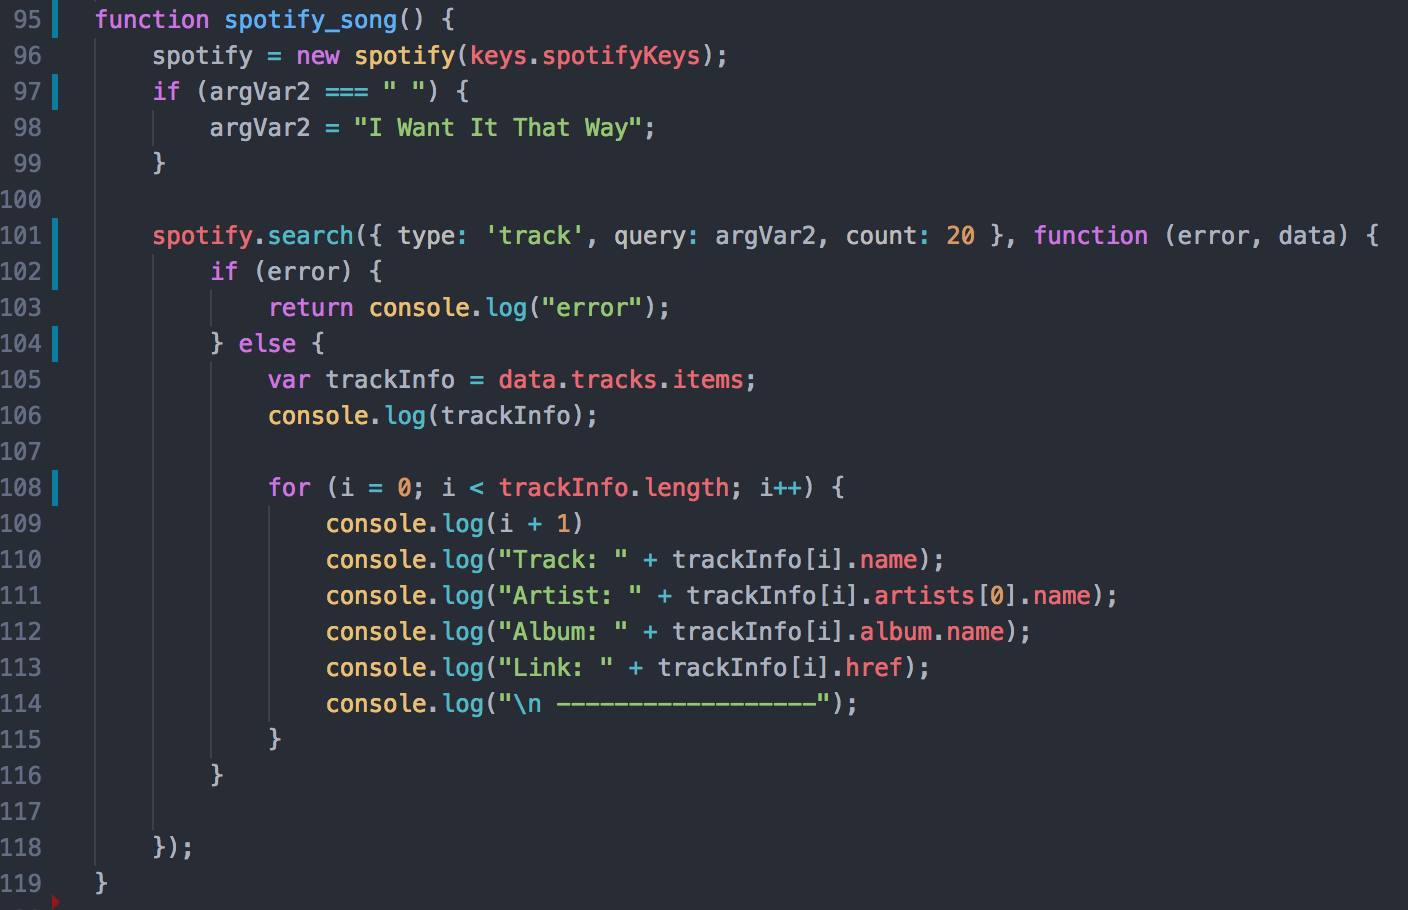 95 function spotify_song() {
96     spotify = new spotify(keys.spotifyKeys);
97     if (argVar2 === " ") {
98         argVar2 = "I Want It That Way";
99     }
100
101     spotify.search({ type: 'track', query: argVar2, count: 20 }, function (error, data) {
102         if (error) {
103             return console.log("error");
104         } else {
105             var trackInfo = data.tracks.items;
106             console.log(trackInfo);
107
108             for (i = 0; i < trackInfo.length; i++) {
109                 console.log(i + 1)
110                 console.log("Track: " + trackInfo[i].name);
111                 console.log("Artist: " + trackInfo[i].artists[0].name);
112                 console.log("Album: " + trackInfo[i].album.name);
113                 console.log("Link: " + trackInfo[i].href);
114                 console.log("\n ------------------");
115             }
116         }
117
118     });
119 }